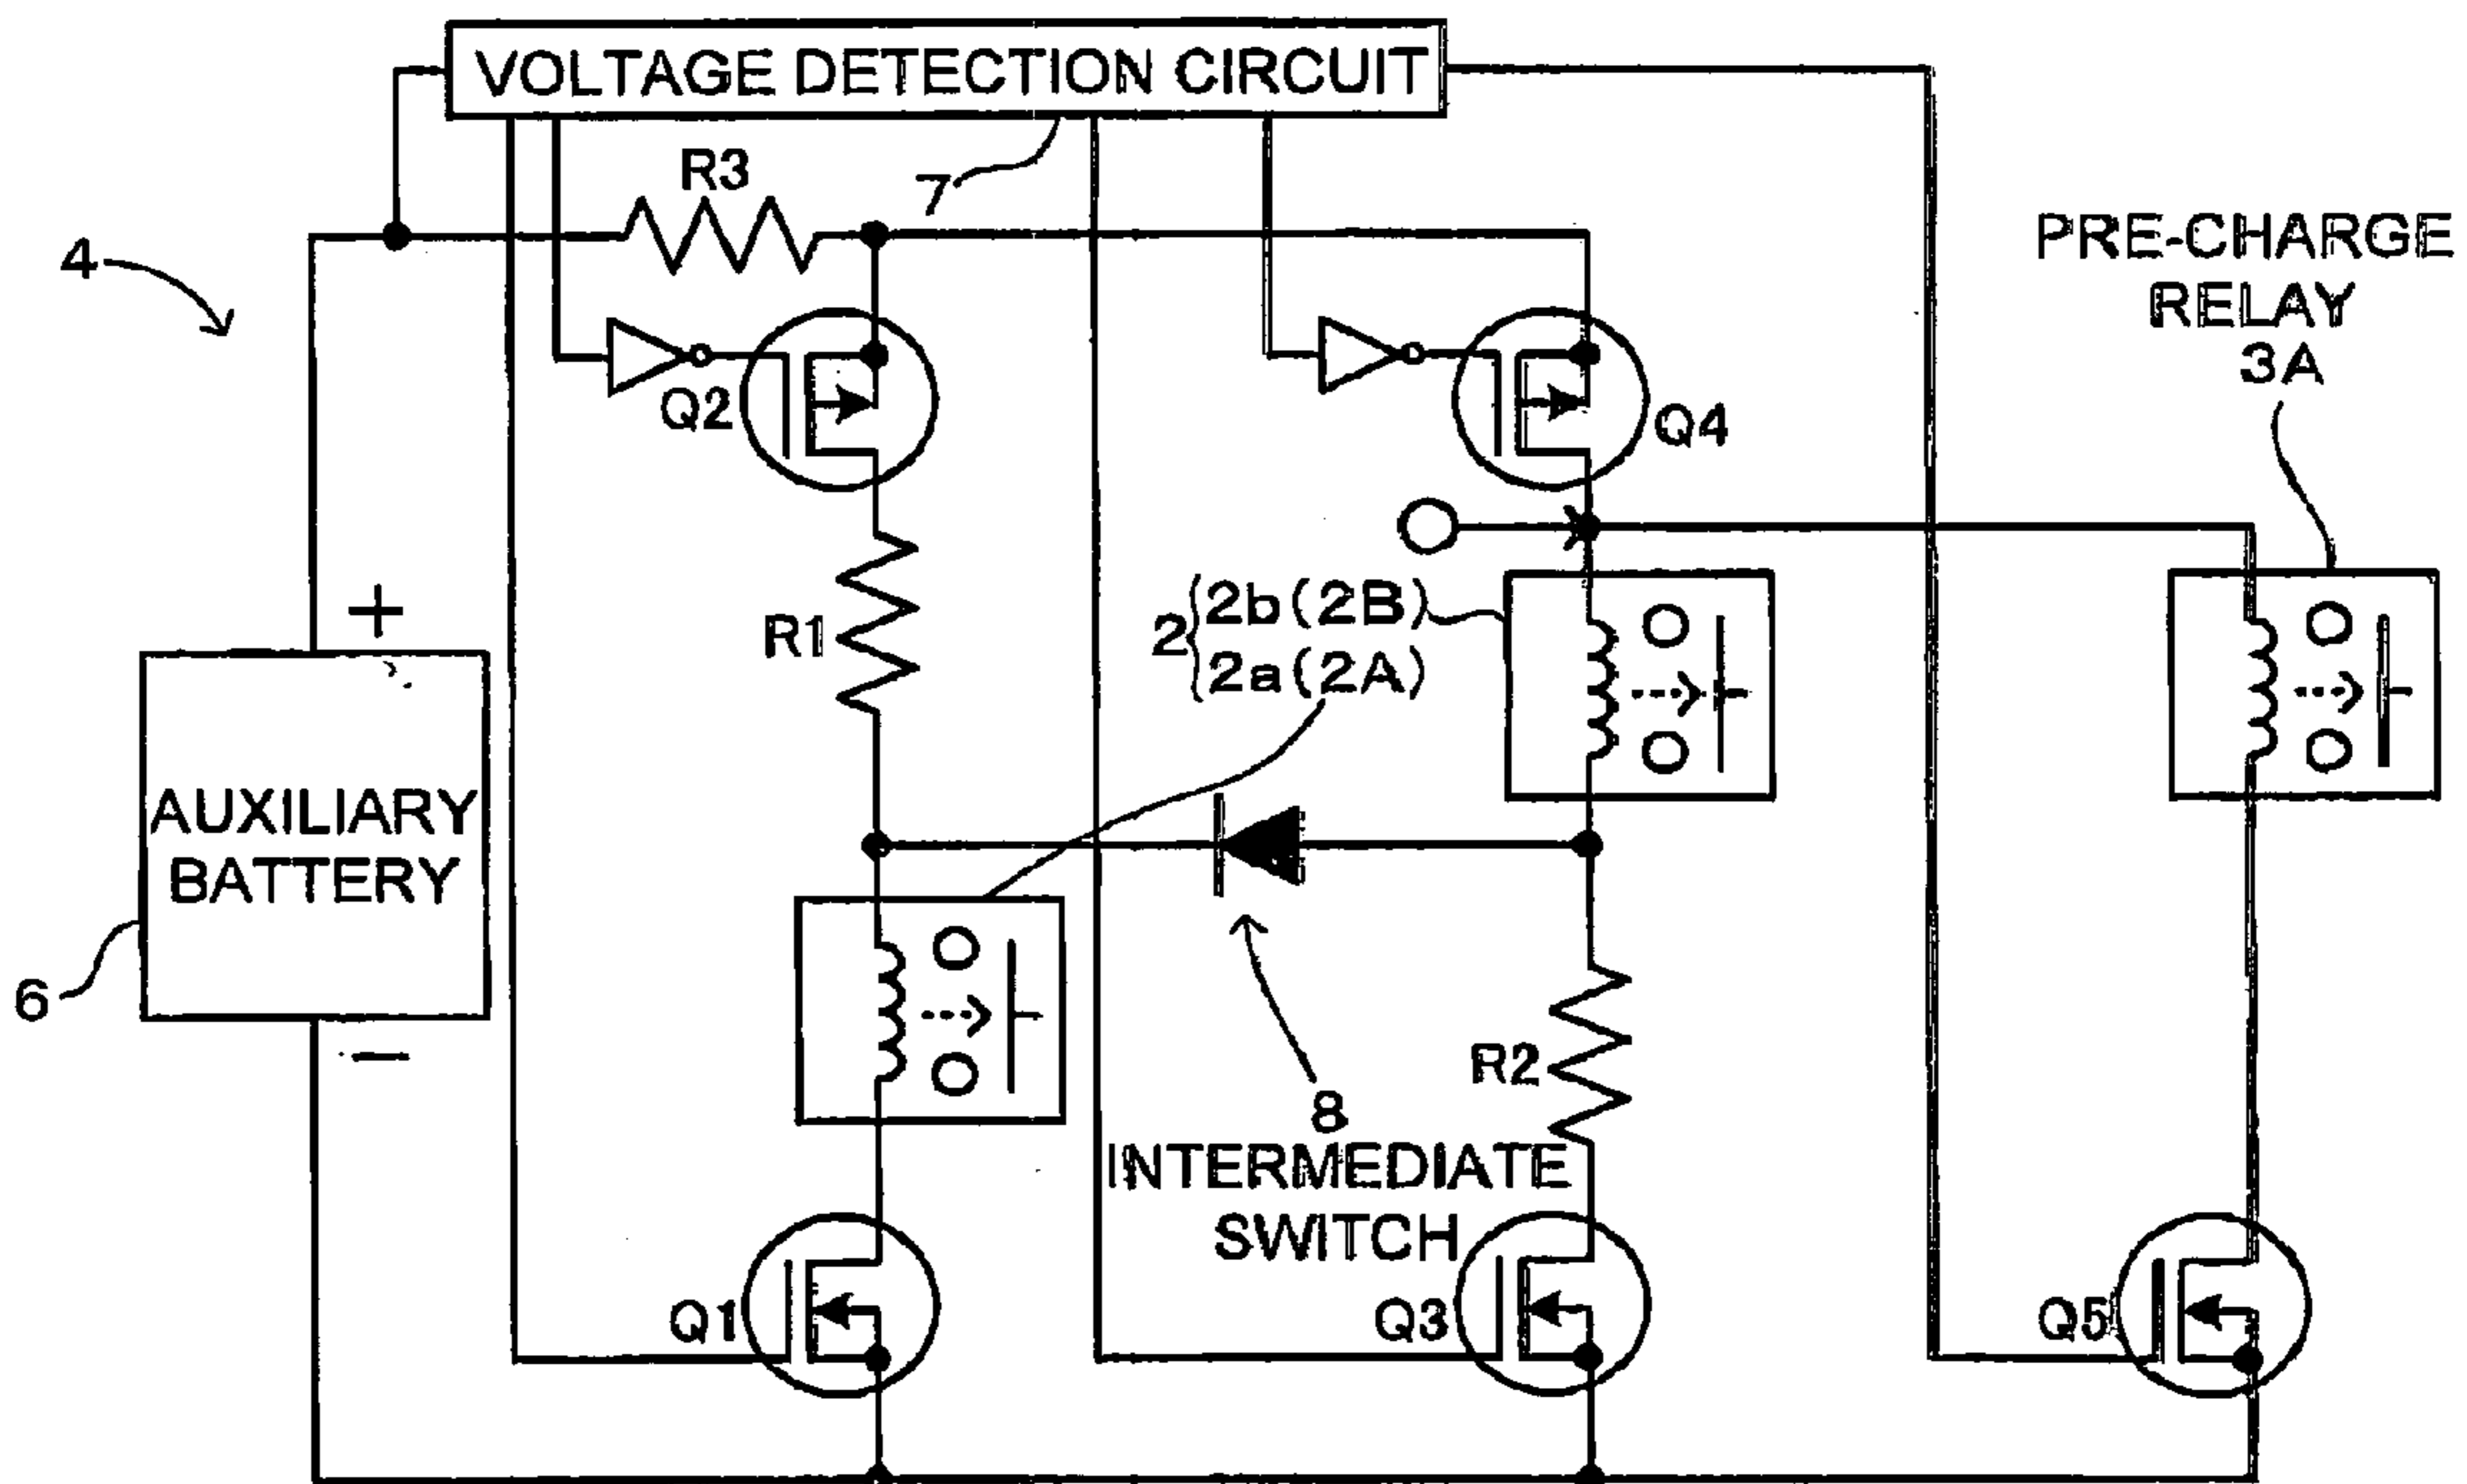 VOLTAGE DETECTION CIRCUIT
R3
7
4
PRE-CHARGE
RELAY
3A
Q2
Q4
+
R1
2{2b(2B)
2a(2A)
AUXILIARY
BATTERY
6
−
R2
8
INTERMEDIATE
SWITCH
Q1
Q3
Q5